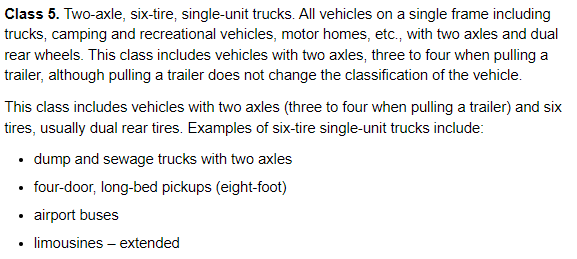 Class 5. Two-axle, six-tire, single-unit trucks. All vehicles on a single frame including
trucks, camping and recreational vehicles, motor homes, etc., with two axles and dual
rear wheels. This class includes vehicles with two axles, three to four when pulling a
trailer, although pulling a trailer does not change the classification of the vehicle.
This class includes vehicles with two axles (three to four when pulling a trailer) and six
tires, usually dual rear tires. Examples of six-tire single-unit trucks include:
• dump and sewage trucks with two axles
• four-door, long-bed pickups (eight-foot)
• airport buses
• limousines – extended